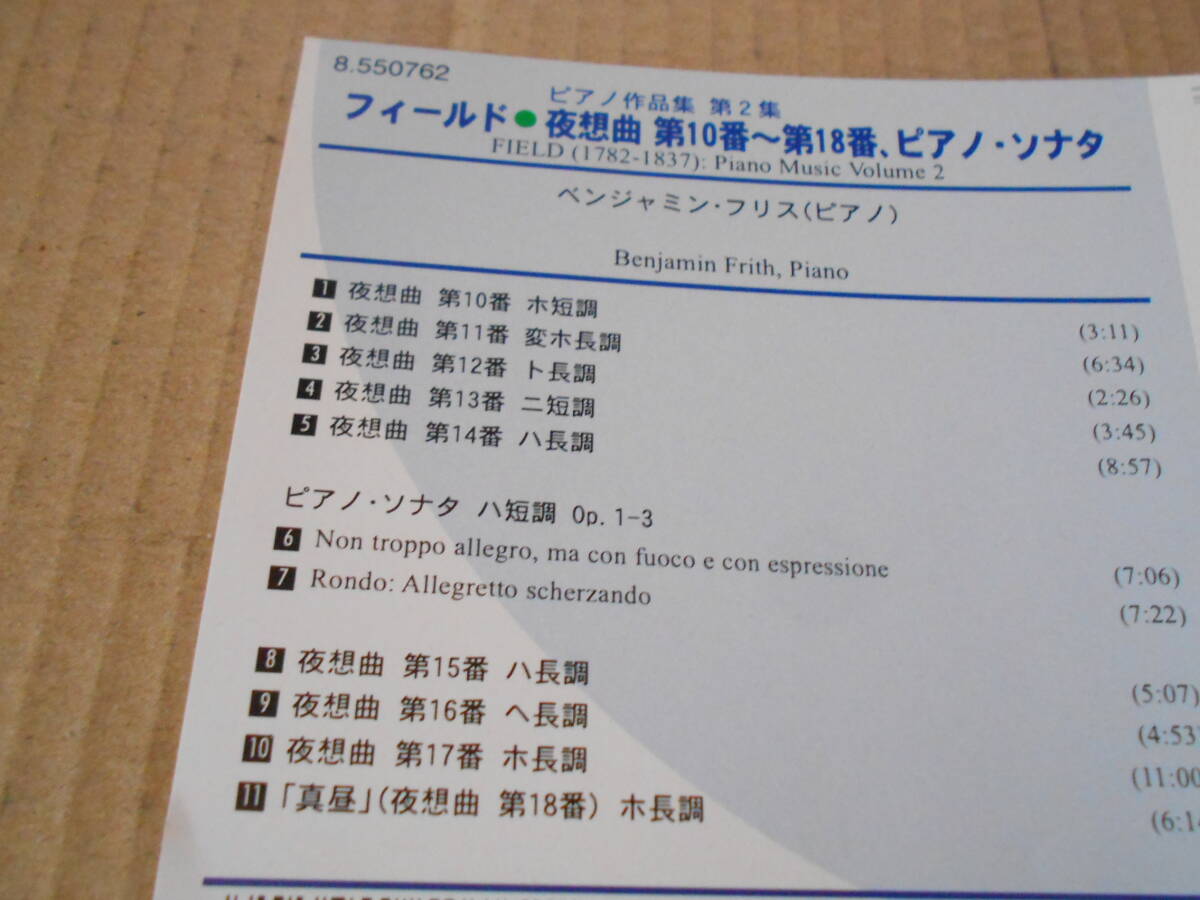 8.550762
ピアノ作品集 第2集
フィールド●夜想曲 第10番～第18番、ピアノ・ソナタ
FIELD (1782-1837): Piano Music Volume 2
ベンジャミン・フリス(ピアノ)
Benjamin Frith, Piano
1 夜想曲 第10番 ホ短調 (3:11)
2 夜想曲 第11番 変ホ長調 (6:34)
3 夜想曲 第12番 ト長調 (2:26)
4 夜想曲 第13番 ニ短調 (3:45)
5 夜想曲 第14番 ハ長調 (8:57)
ピアノ・ソナタ ハ短調 Op. 1-3
6 Non troppo allegro, ma con fuoco e con espressione (7:06)
7 Rondo: Allegretto scherzando (7:22)
8 夜想曲 第15番 ハ長調 (5:07)
9 夜想曲 第16番 ヘ長調 (4:53)
10 夜想曲 第17番 ホ長調 (11:00
11 「真昼」(夜想曲 第18番) ホ長調 (6:14